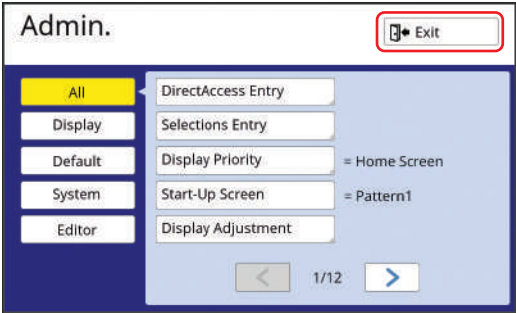 Admin.
Exit
All
DirectAccess Entry
Display
Selections Entry
Default
Display Priority
= Home Screen
System
Start-Up Screen
= Pattern1
Editor
Display Adjustment
1/12